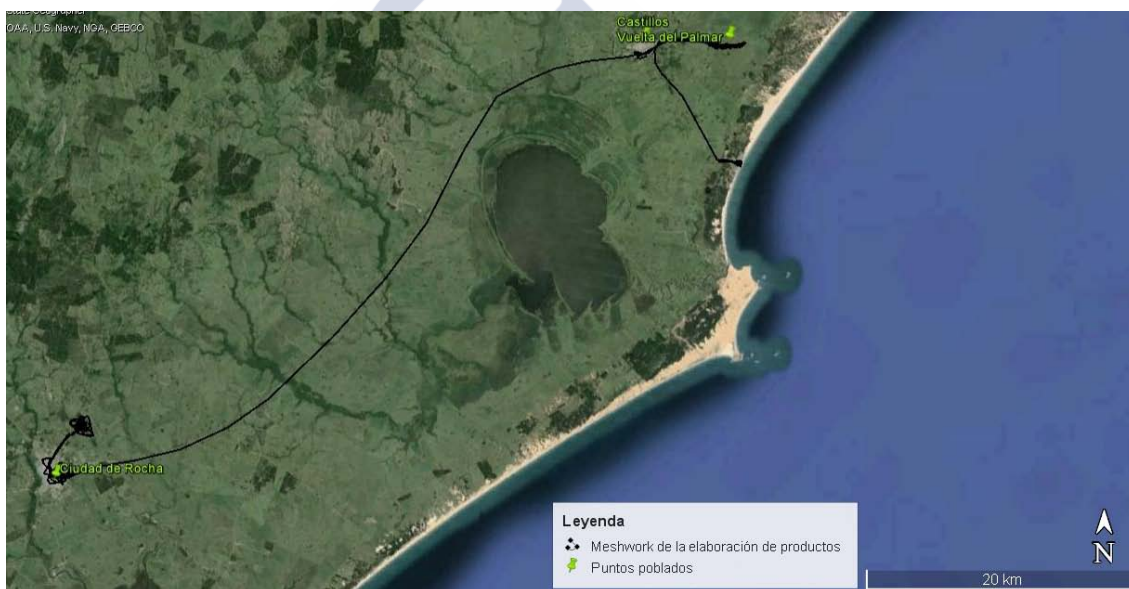 OAA, U.S. Navy, NGA, GEBCO
Castillos
Vuelta del Palmar
Ciudad de Rocha
Leyenda
Meshwork de la elaboración de productos
Puntos poblados
N
20 km